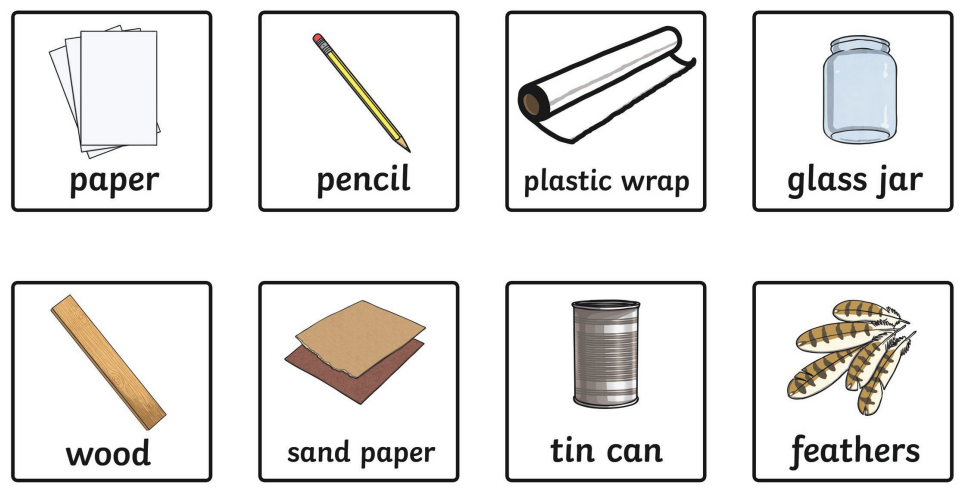 paper
pencil
plastic wrap
glass jar
wood
sand paper
tin can
feathers